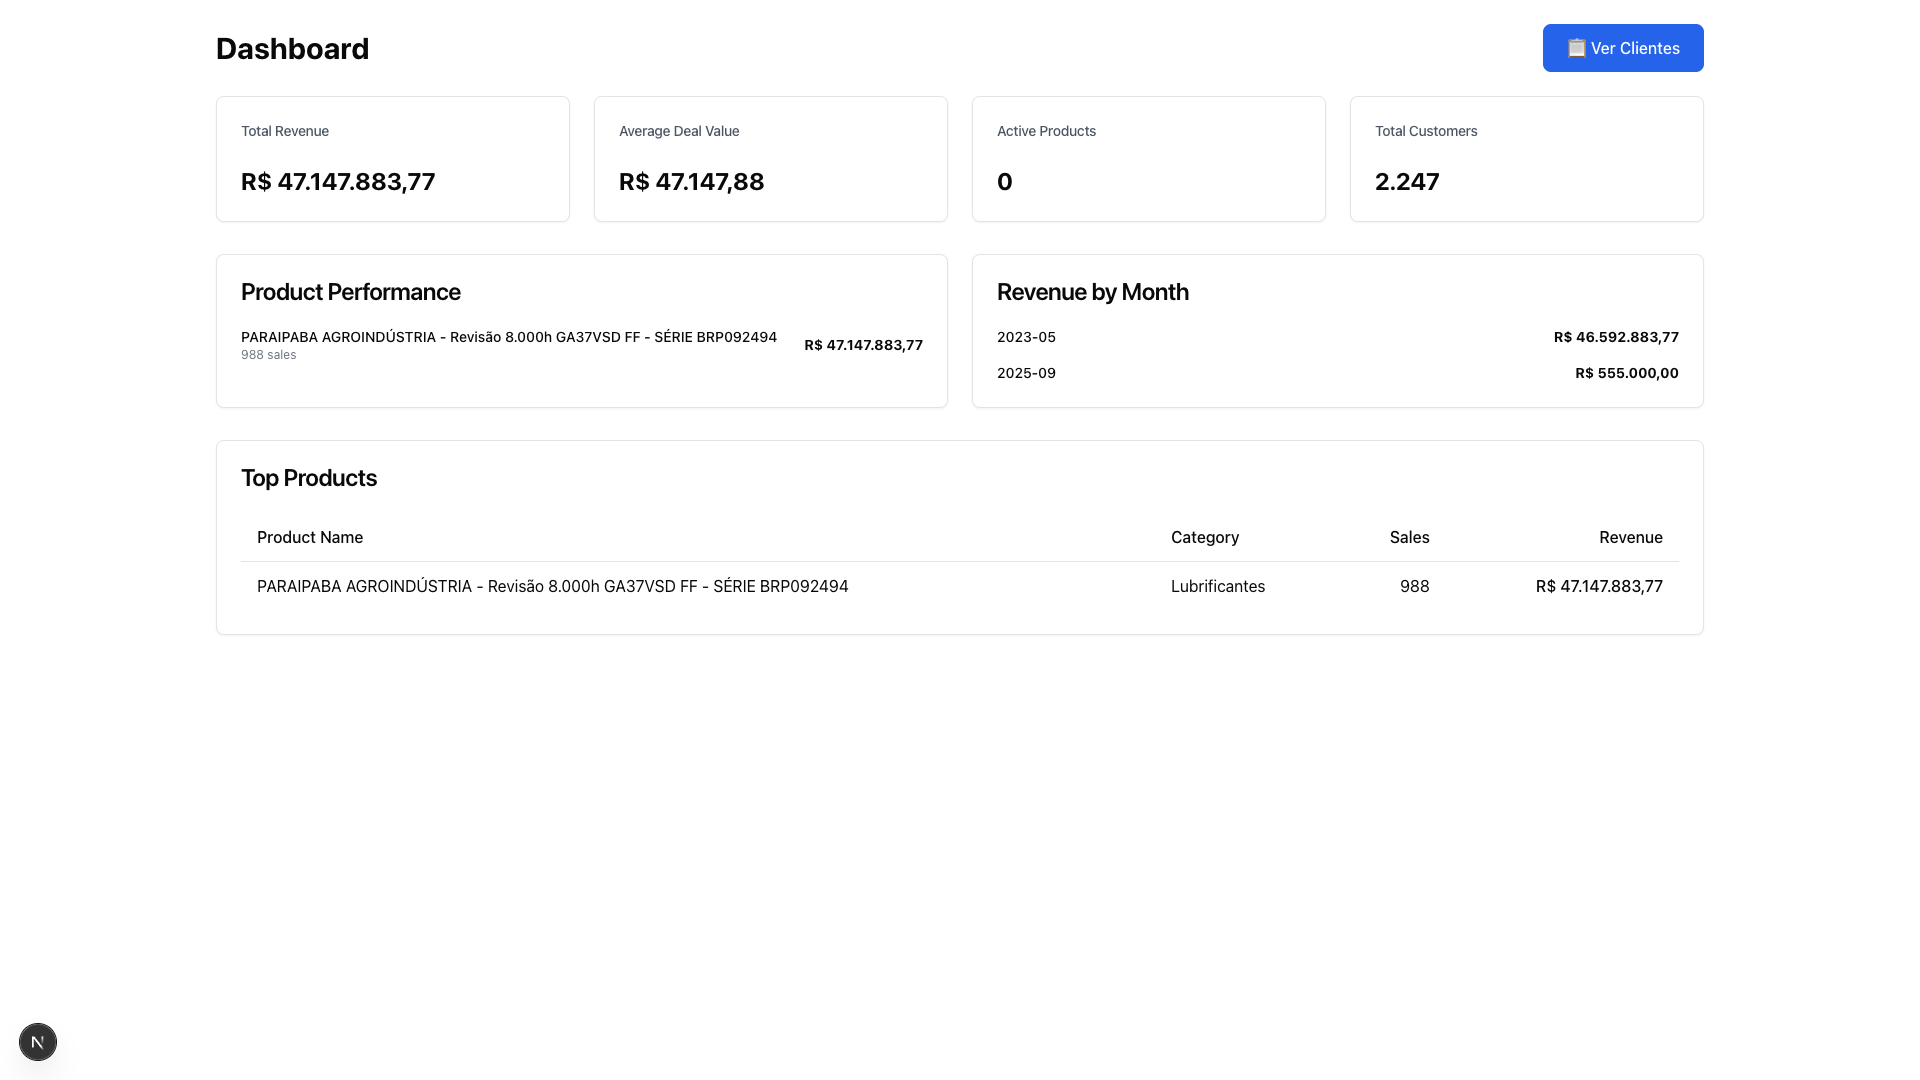 Dashboard
📋 Ver Clientes
Total Revenue
R$ 47.147.883,77
Average Deal Value
R$ 47.147,88
Active Products
0
Total Customers
2.247
Product Performance
PARAIPABA AGROINDÚSTRIA - Revisão 8.000h GA37VSD FF - SÉRIE BRP092494
988 sales
R$ 47.147.883,77
Revenue by Month
2023-05 R$ 46.592.883,77
2025-09 R$ 555.000,00
Top Products
Product Name Category Sales Revenue
PARAIPABA AGROINDÚSTRIA - Revisão 8.000h GA37VSD FF - SÉRIE BRP092494 Lubrificantes 988 R$ 47.147.883,77
N